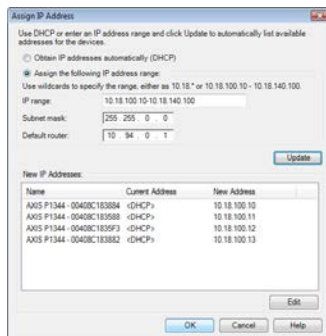 Assign IP Address
Use DHCP or enter an IP address range and click Update to automatically list available
addresses for the devices.
Obtain IP addresses automatically (DHCP)
Assign the following IP address range:
Use wildcards to specify the range, either as 10.18.* or 10.18.100.10 - 10.18.140.100.
IP range: 10.18.100.10-10.18.140.100
Subnet mask: 255 . 255 . 0 . 0
Default router: 10 . 94 . 0 . 1
Update
New IP Addresses:
Name Current Address New Address
AXIS P1344 - 00408C183884 <DHCP> 10.18.100.10
AXIS P1344 - 00408C183588 <DHCP> 10.18.100.11
AXIS P1344 - 00408C1835F3 <DHCP> 10.18.100.12
AXIS P1344 - 00408C183882 <DHCP> 10.18.100.13
Edit
OK Cancel Help